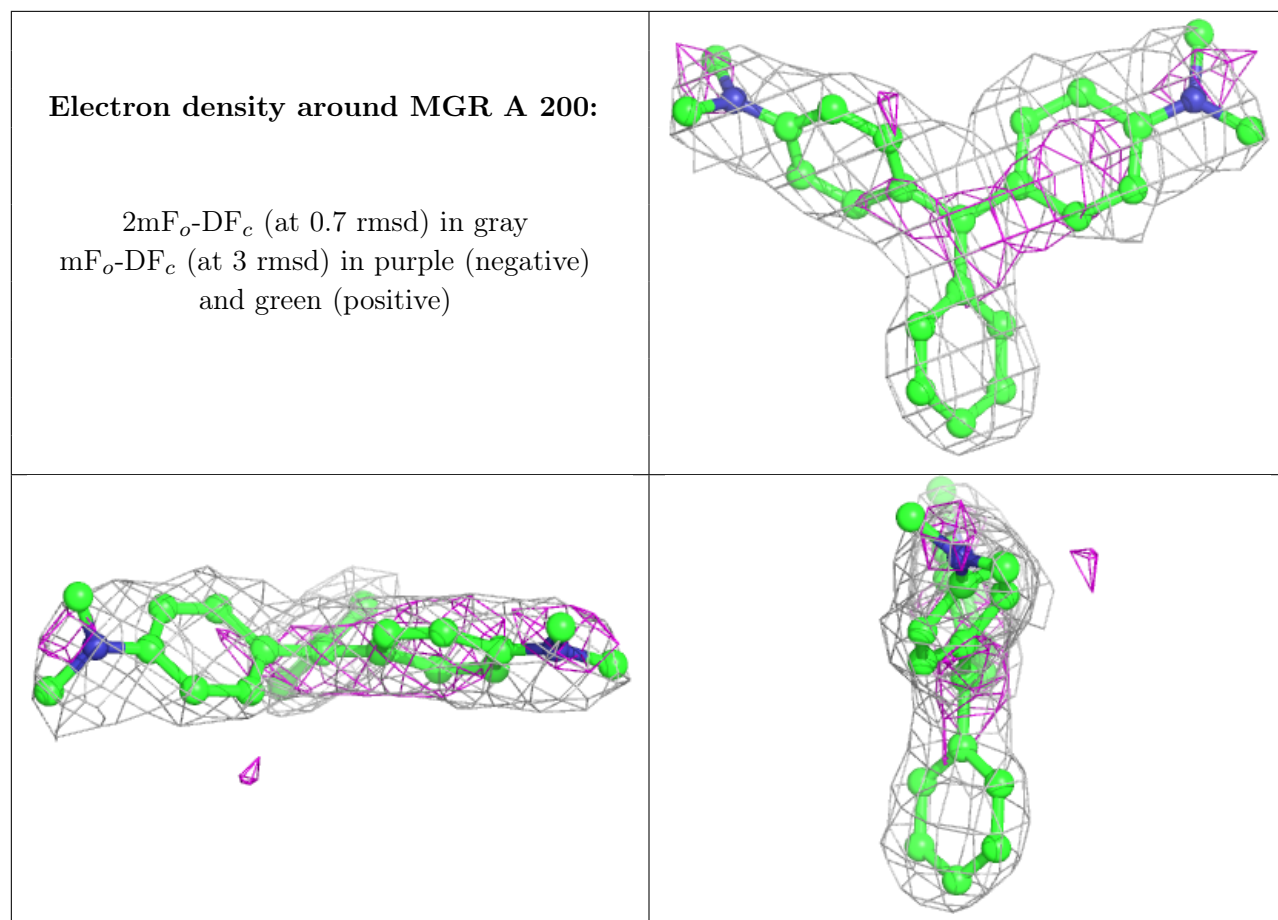 Electron density around MGR A 200:
2mFₒ-DF𝒸 (at 0.7 rmsd) in gray
mFₒ-DF𝒸 (at 3 rmsd) in purple (negative)
and green (positive)